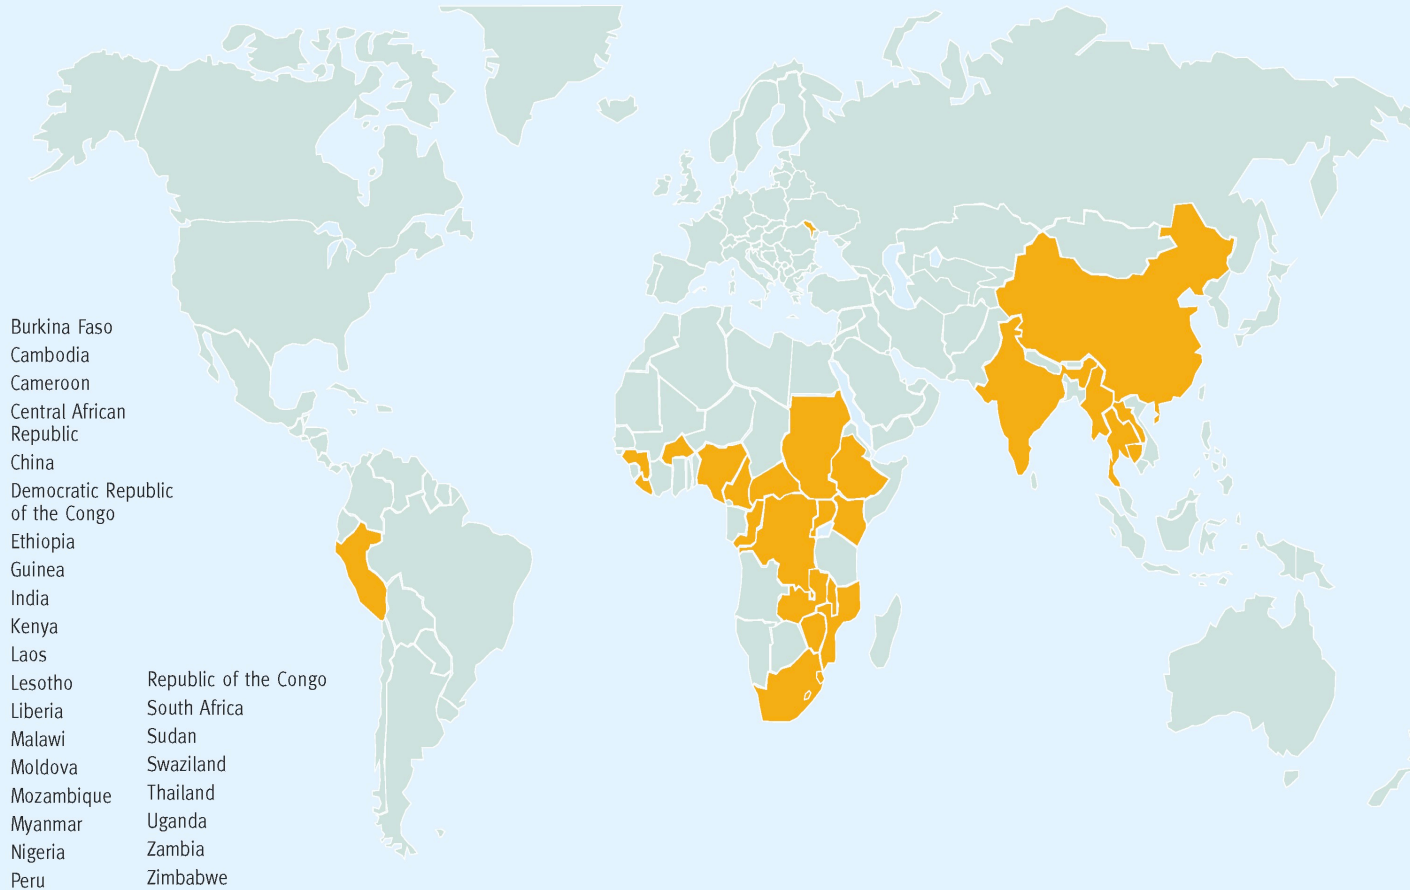 Burkina Faso
Cambodia
Cameroon
Central African
Republic
China
Democratic Republic
of the Congo
Ethiopia
Guinea
India
Kenya
Laos
Lesotho
Liberia
Malawi
Moldova
Mozambique
Myanmar
Nigeria
Peru
Republic of the Congo
South Africa
Sudan
Swaziland
Thailand
Uganda
Zambia
Zimbabwe